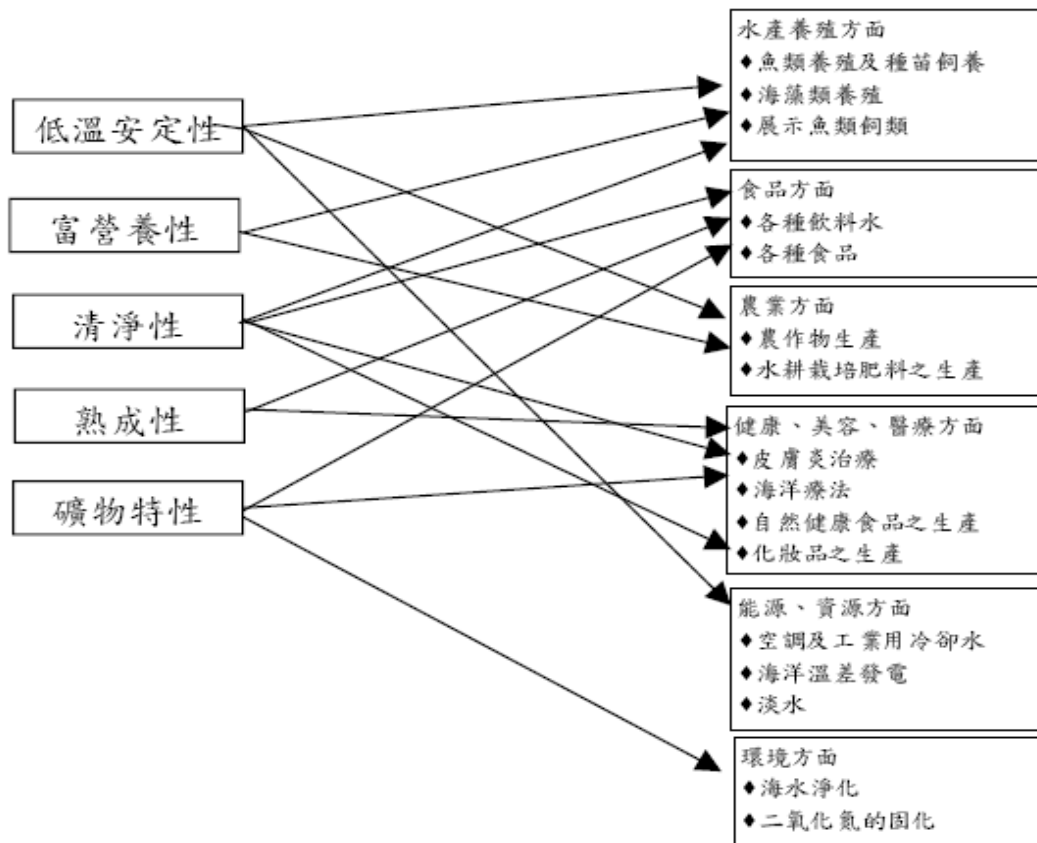 低溫安定性
富營養性
清淨性
熟成性
礦物特性
水產養殖方面
♦魚類養殖及種苗飼養
♦海藻類養殖
♦展示魚類飼類
食品方面
♦各種飲料水
♦各種食品
農業方面
♦農作物生產
♦水耕栽培肥料之生產
健康、美容、醫療方面
♦皮膚炎治療
♦海洋療法
♦自然健康食品之生產
♦化妝品之生產
能源、資源方面
♦空調及工業用冷卻水
♦海洋溫差發電
♦淡水
環境方面
♦海水淨化
♦二氧化氮的固化